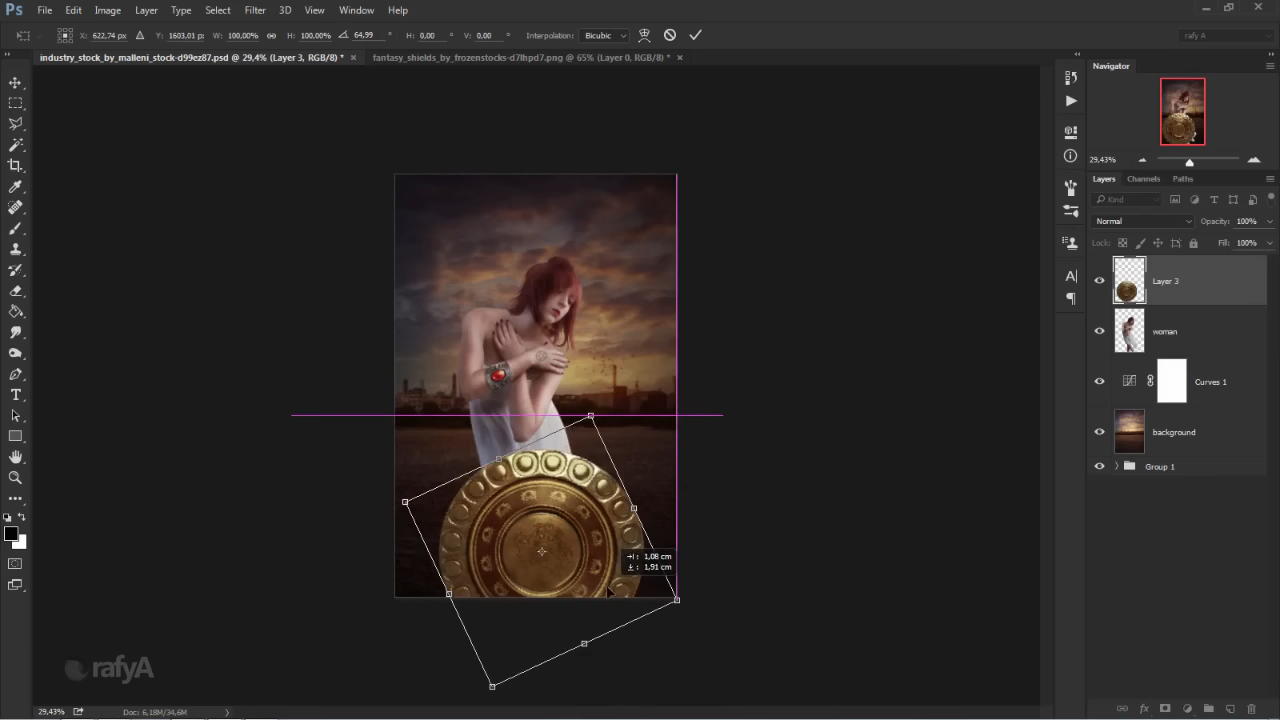 Ps File Edit Image Layer Type Select Filter 3D View Window Help
X: 622,74 px Y: 1603,01 px W: 100,00% H: 100,00% 64,99 ° H: 0,00 ° V: 0,00 ° Interpolation: Bicubic rafy A
industry_stock_by_malleni_stock-d99ez87.psd @ 29,4% (Layer 3, RGB/8) * × fantasy_shields_by_frozenstocks-d7lhpd7.png @ 65% (Layer 0, RGB/8) * ×
Navigator
29,43%
Layers Channels Paths
Kind
Normal Opacity: 100%
Lock: Fill: 100%
Layer 3
woman
Curves 1
background
Group 1
1,08 cm
1,91 cm
rafyA
29,43% Doc: 6,18M/34,6M
fx